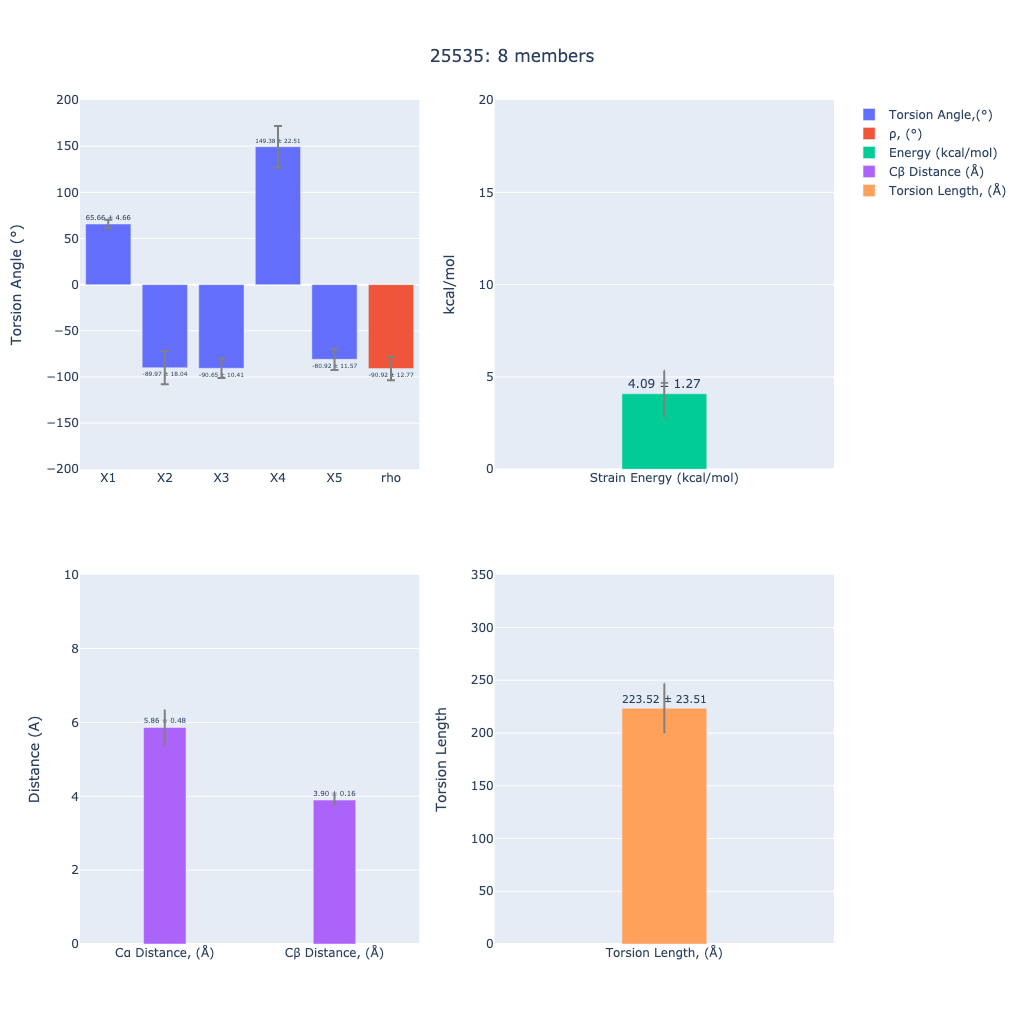 25535: 8 members
Torsion Angle (°)
200
150
100
50
0
−50
−100
−150
−200
65.66 ± 4.66
-89.97 ± 18.04
-90.65 ± 10.41
149.38 ± 22.51
-80.92 ± 11.57
-90.92 ± 12.77
X1
X2
X3
X4
X5
rho
kcal/mol
20
15
10
5
0
4.09 ± 1.27
Strain Energy (kcal/mol)
Torsion Angle,(°)
ρ, (°)
Energy (kcal/mol)
Cβ Distance (Å)
Torsion Length, (Å)
Distance (A)
10
8
6
4
2
0
5.86 ± 0.48
3.90 ± 0.16
Cα Distance, (Å)
Cβ Distance, (Å)
Torsion Length
350
300
250
200
150
100
50
0
223.52 ± 23.51
Torsion Length, (Å)